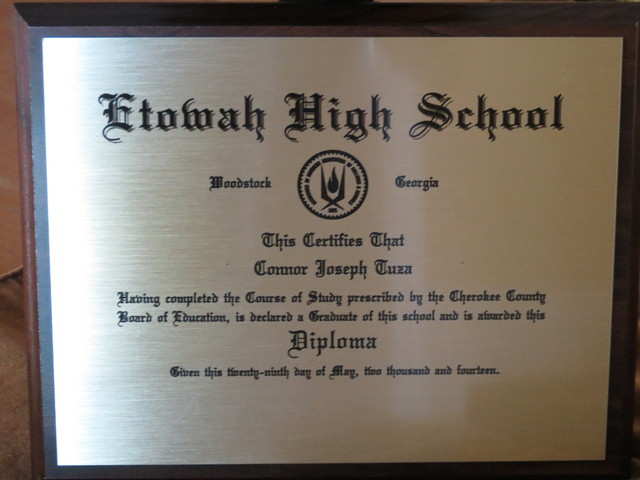 Etowah High School
Woodstock Georgia
This Certifies That
Connor Joseph Tuza
Having completed the Course of Study prescribed by the Cherokee County
Board of Education, is declared a Graduate of this school and is awarded this
Diploma
Given this twenty-ninth day of May, two thousand and fourteen.